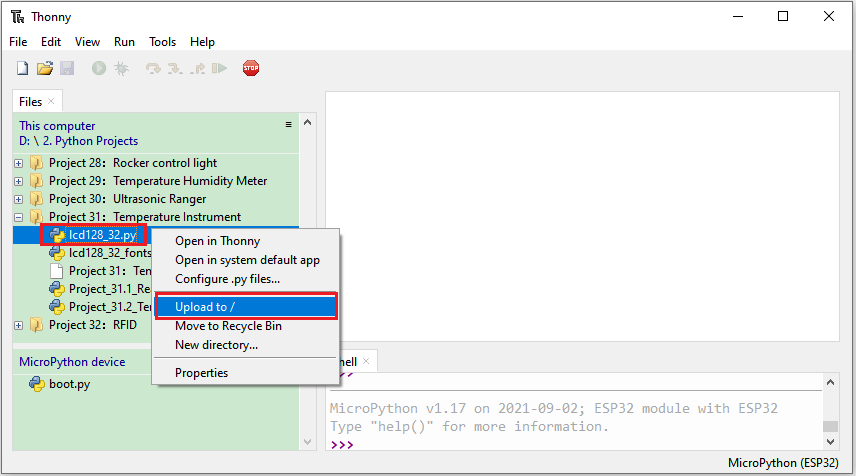 Thonny
File Edit View Run Tools Help
STOP
Files
This computer
D: \ 2. Python Projects
Project 28：Rocker control light
Project 29：Temperature Humidity Meter
Project 30：Ultrasonic Ranger
Project 31：Temperature Instrument
lcd128_32.py
lcd128_32_fonts
Project 31：Ten
Project_31.1_Rea
Project_31.2_Ter
Project 32：RFID
Open in Thonny
Open in system default app
Configure .py files...
Upload to /
Move to Recycle Bin
New directory...
Properties
MicroPython device
boot.py
hell
>>>
MicroPython v1.17 on 2021-09-02; ESP32 module with ESP32
Type "help()" for more information.
>>>
MicroPython (ESP32)